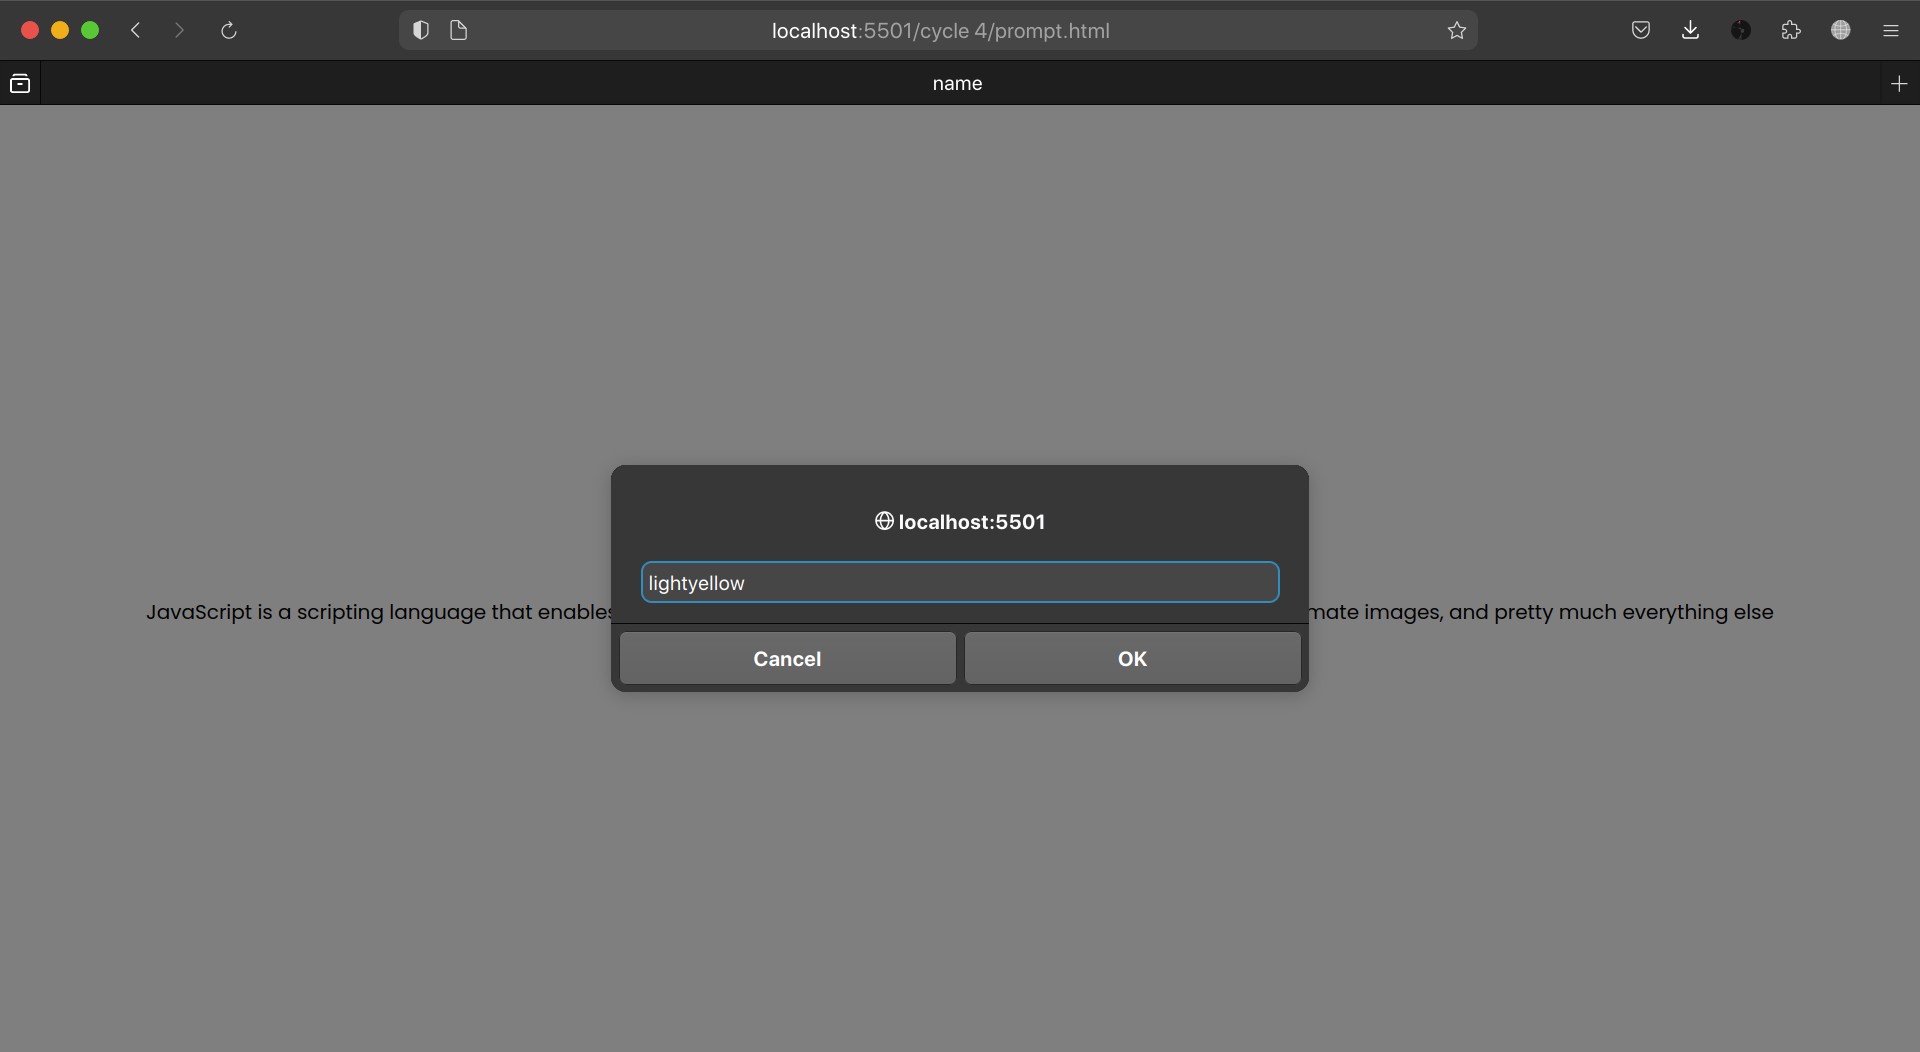 localhost:5501/cycle 4/prompt.html
name
localhost:5501
lightyellow
JavaScript is a scripting language that enables mate images, and pretty much everything else
Cancel OK